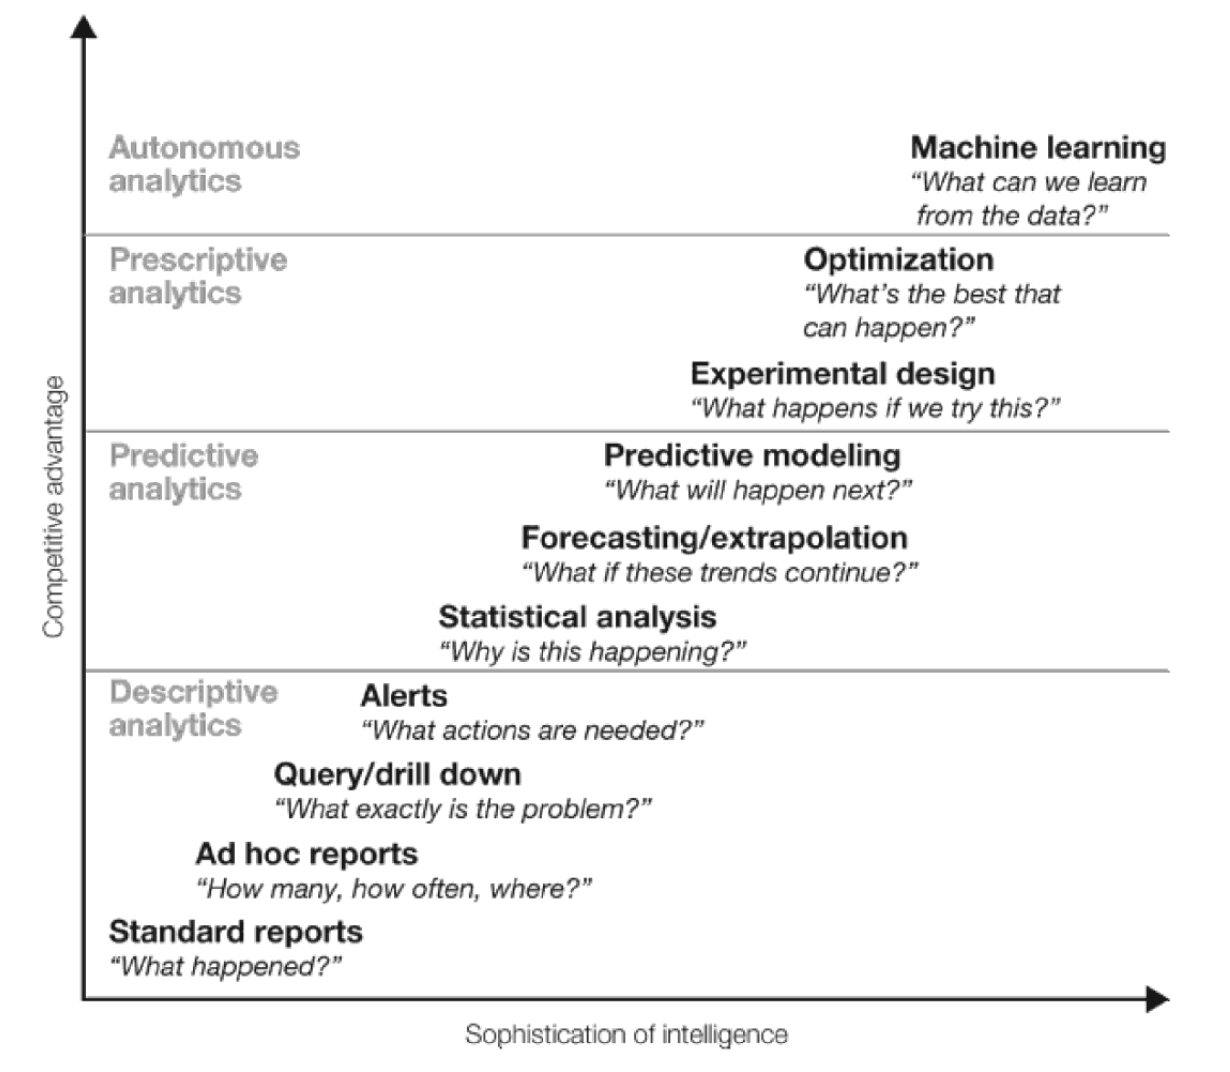 Autonomous
analytics
Machine learning
“What can we learn
from the data?”
Prescriptive
analytics
Optimization
“What’s the best that
can happen?”
Experimental design
“What happens if we try this?”
Predictive
analytics
Predictive modeling
“What will happen next?”
Forecasting/extrapolation
“What if these trends continue?”
Statistical analysis
“Why is this happening?”
Descriptive
analytics
Alerts
“What actions are needed?”
Query/drill down
“What exactly is the problem?”
Ad hoc reports
“How many, how often, where?”
Standard reports
“What happened?”
Competitive advantage
Sophistication of intelligence